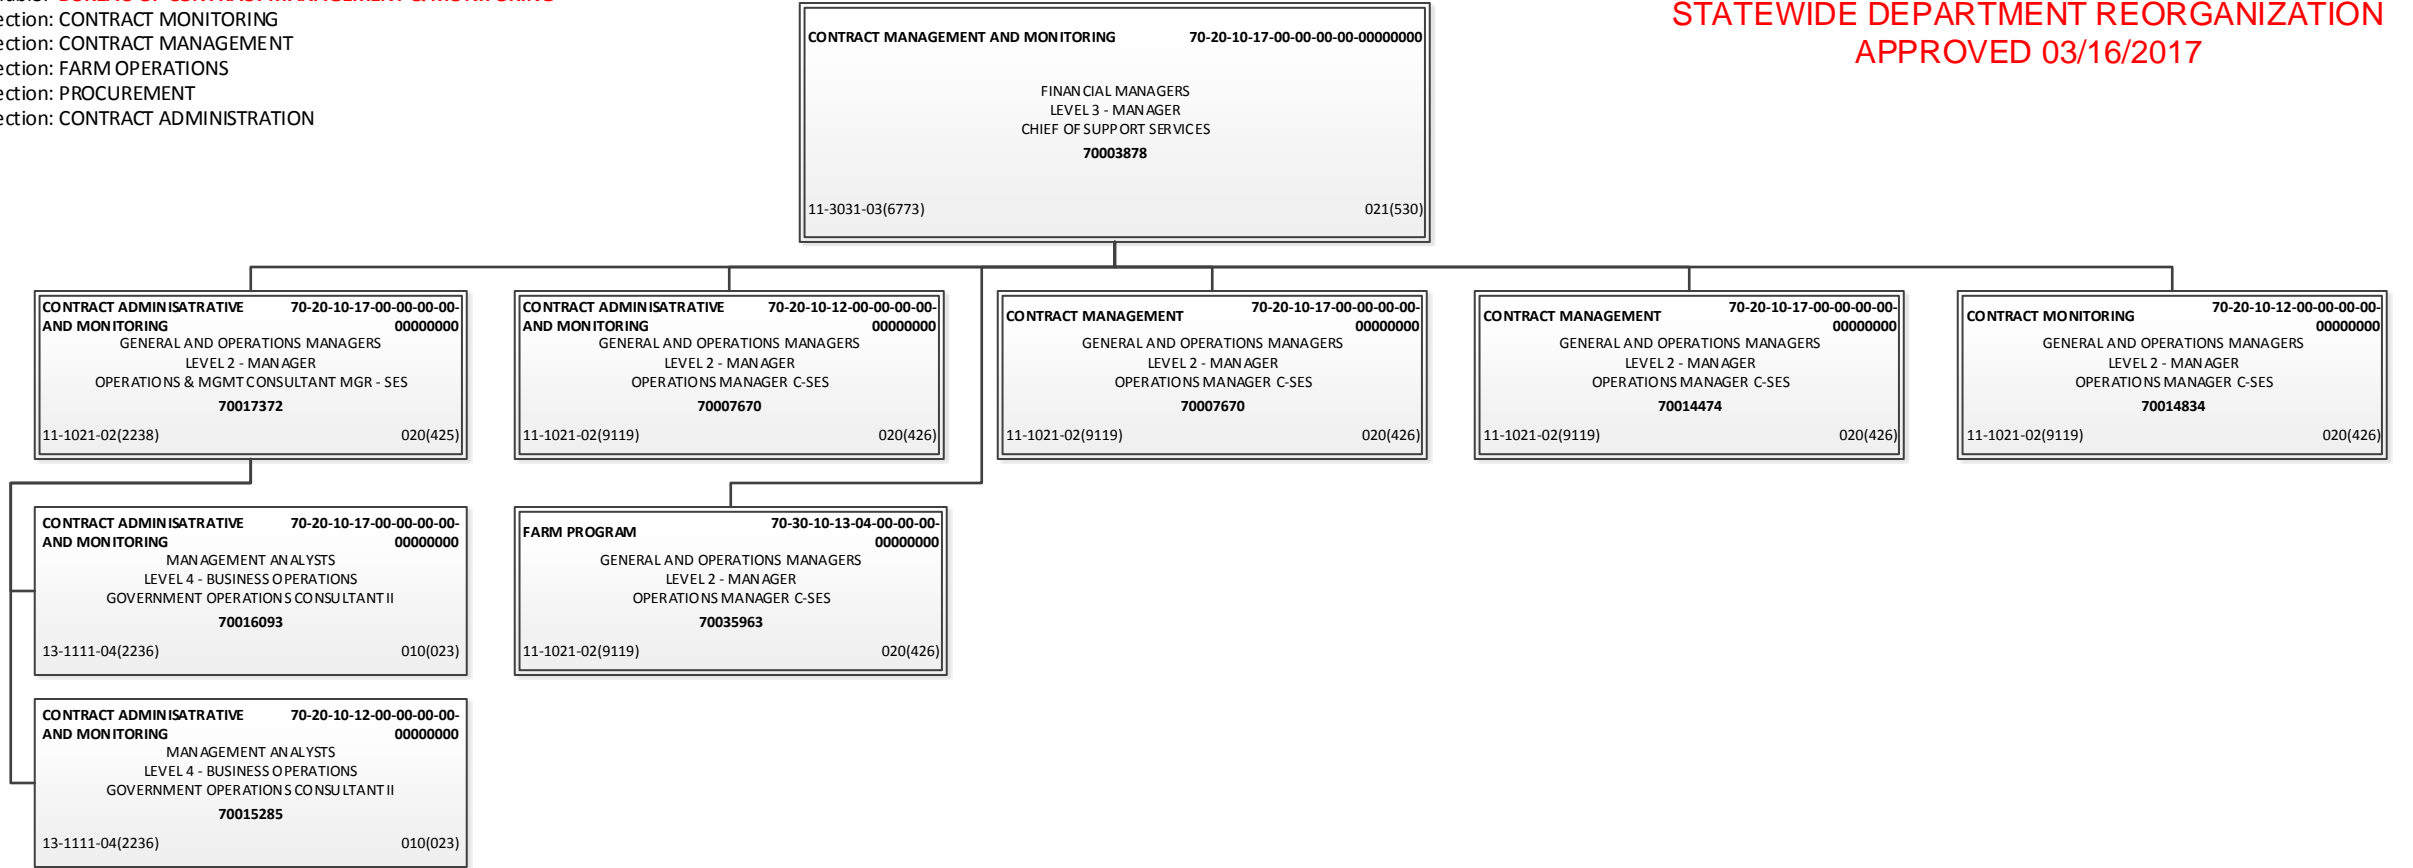 BUREAU OF CONTRACT MANAGEMENT & MONITORING
ection: CONTRACT MONITORING
ection: CONTRACT MANAGEMENT
ection: FARM OPERATIONS
ection: PROCUREMENT
ection: CONTRACT ADMINISTRATION
STATEWIDE DEPARTMENT REORGANIZATION
APPROVED 03/16/2017
CONTRACT MANAGEMENT AND MONITORING 70-20-10-17-00-00-00-00-00000000
FINANCIAL MANAGERS
LEVEL 3 - MANAGER
CHIEF OF SUPPORT SERVICES
70003878
11-3031-03(6773) 021(530)
CONTRACT ADMINISATRATIVE 70-20-10-17-00-00-00-00-
AND MONITORING 00000000
GENERAL AND OPERATIONS MANAGERS
LEVEL 2 - MANAGER
OPERATIONS & MGMT CONSULTANT MGR - SES
70017372
11-1021-02(2238) 020(425)
CONTRACT ADMINISATRATIVE 70-20-10-12-00-00-00-00-
AND MONITORING 00000000
GENERAL AND OPERATIONS MANAGERS
LEVEL 2 - MANAGER
OPERATIONS MANAGER C-SES
70007670
11-1021-02(9119) 020(426)
CONTRACT MANAGEMENT 70-20-10-17-00-00-00-00-
00000000
GENERAL AND OPERATIONS MANAGERS
LEVEL 2 - MANAGER
OPERATIONS MANAGER C-SES
70007670
11-1021-02(9119) 020(426)
CONTRACT MANAGEMENT 70-20-10-17-00-00-00-00-
00000000
GENERAL AND OPERATIONS MANAGERS
LEVEL 2 - MANAGER
OPERATIONS MANAGER C-SES
70014474
11-1021-02(9119) 020(426)
CONTRACT MONITORING 70-20-10-12-00-00-00-00-
00000000
GENERAL AND OPERATIONS MANAGERS
LEVEL 2 - MANAGER
OPERATIONS MANAGER C-SES
70014834
11-1021-02(9119) 020(426)
CONTRACT ADMINISATRATIVE 70-20-10-17-00-00-00-00-
AND MONITORING 00000000
MANAGEMENT ANALYSTS
LEVEL 4 - BUSINESS OPERATIONS
GOVERNMENT OPERATIONS CONSULTANT II
70016093
13-1111-04(2236) 010(023)
FARM PROGRAM 70-30-10-13-04-00-00-00-
00000000
GENERAL AND OPERATIONS MANAGERS
LEVEL 2 - MANAGER
OPERATIONS MANAGER C-SES
70035963
11-1021-02(9119) 020(426)
CONTRACT ADMINISATRATIVE 70-20-10-12-00-00-00-00-
AND MONITORING 00000000
MANAGEMENT ANALYSTS
LEVEL 4 - BUSINESS OPERATIONS
GOVERNMENT OPERATIONS CONSULTANT II
70015285
13-1111-04(2236) 010(023)